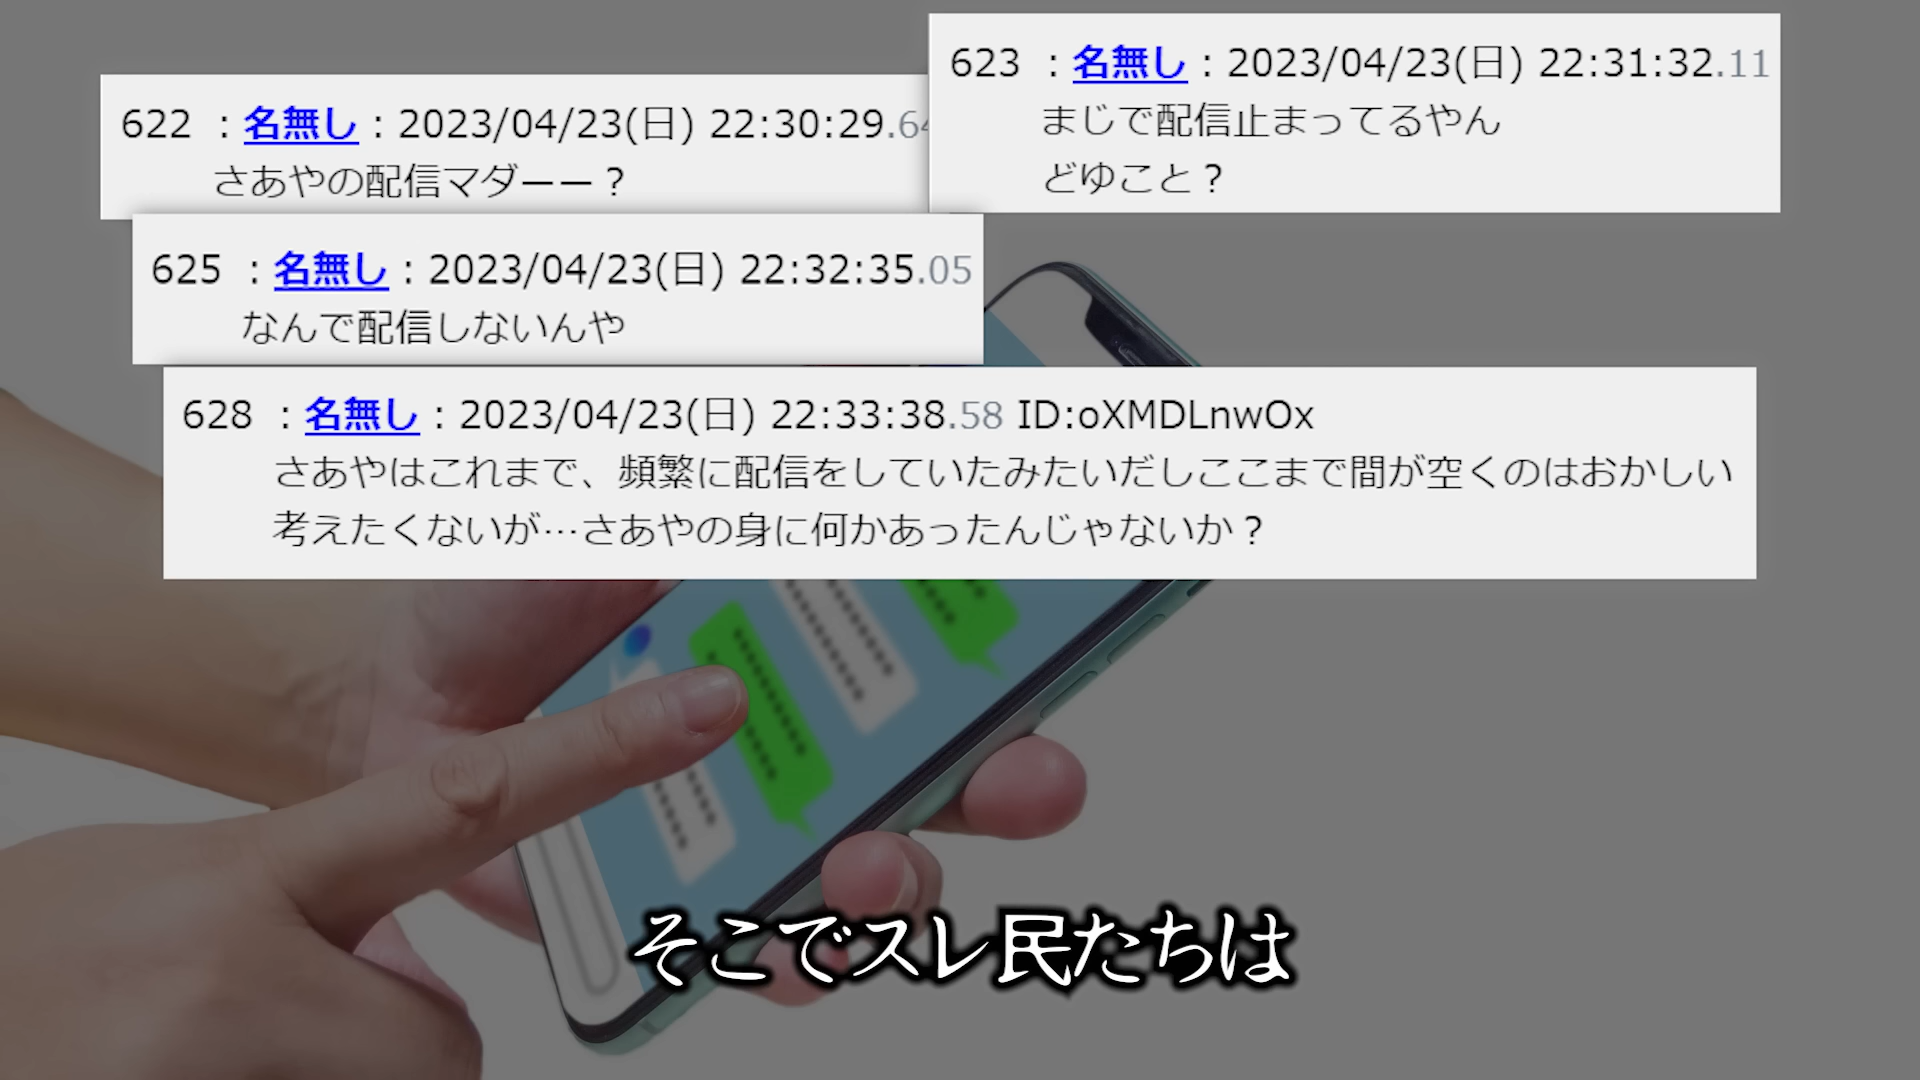 622 ：名無し：2023/04/23(日) 22:30:29.64
さあやの配信マダーー？
623 ：名無し：2023/04/23(日) 22:31:32.11
まじで配信止まってるやん
どゆこと？
625 ：名無し：2023/04/23(日) 22:32:35.05
なんで配信しないんや
628 ：名無し：2023/04/23(日) 22:33:38.58 ID:oXMDLnwOx
さあやはこれまで、頻繁に配信をしていたみたいだしここまで間が空くのはおかしい
考えたくないが…さあやの身に何かあったんじゃないか？
そこでスレ民たちは